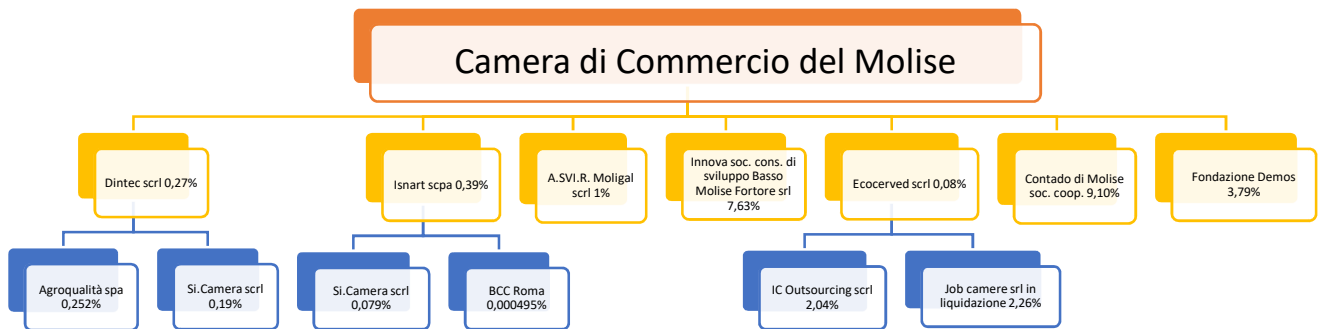 Camera di Commercio del Molise
Dintec scrl 0,27%
Isnart scpa 0,39%
A.SVI.R. Moligal
scrl 1%
Innova soc. cons. di
sviluppo Basso
Molise Fortore srl
7,63%
Ecocerved scrl 0,08%
Contado di Molise
soc. coop. 9,10%
Fondazione Demos
3,79%
Agroqualità spa
0,252%
Si.Camera scrl
0,19%
Si.Camera scrl
0,079%
BCC Roma
0,000495%
IC Outsourcing scrl
2,04%
Job camere srl in
liquidazione 2,26%